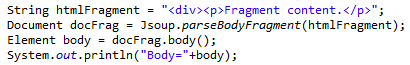 String htmlFragment = "<div><p>Fragment content.</p>";
Document docFrag = Jsoup.parseBodyFragment(htmlFragment);
Element body = docFrag.body();
System.out.println("Body="+body);